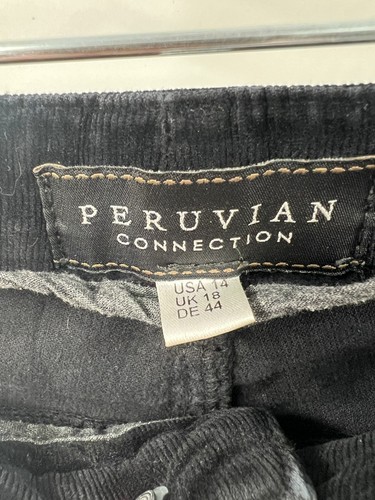 PERUVIAN
CONNECTION
USA 14
UK 18
DE 44